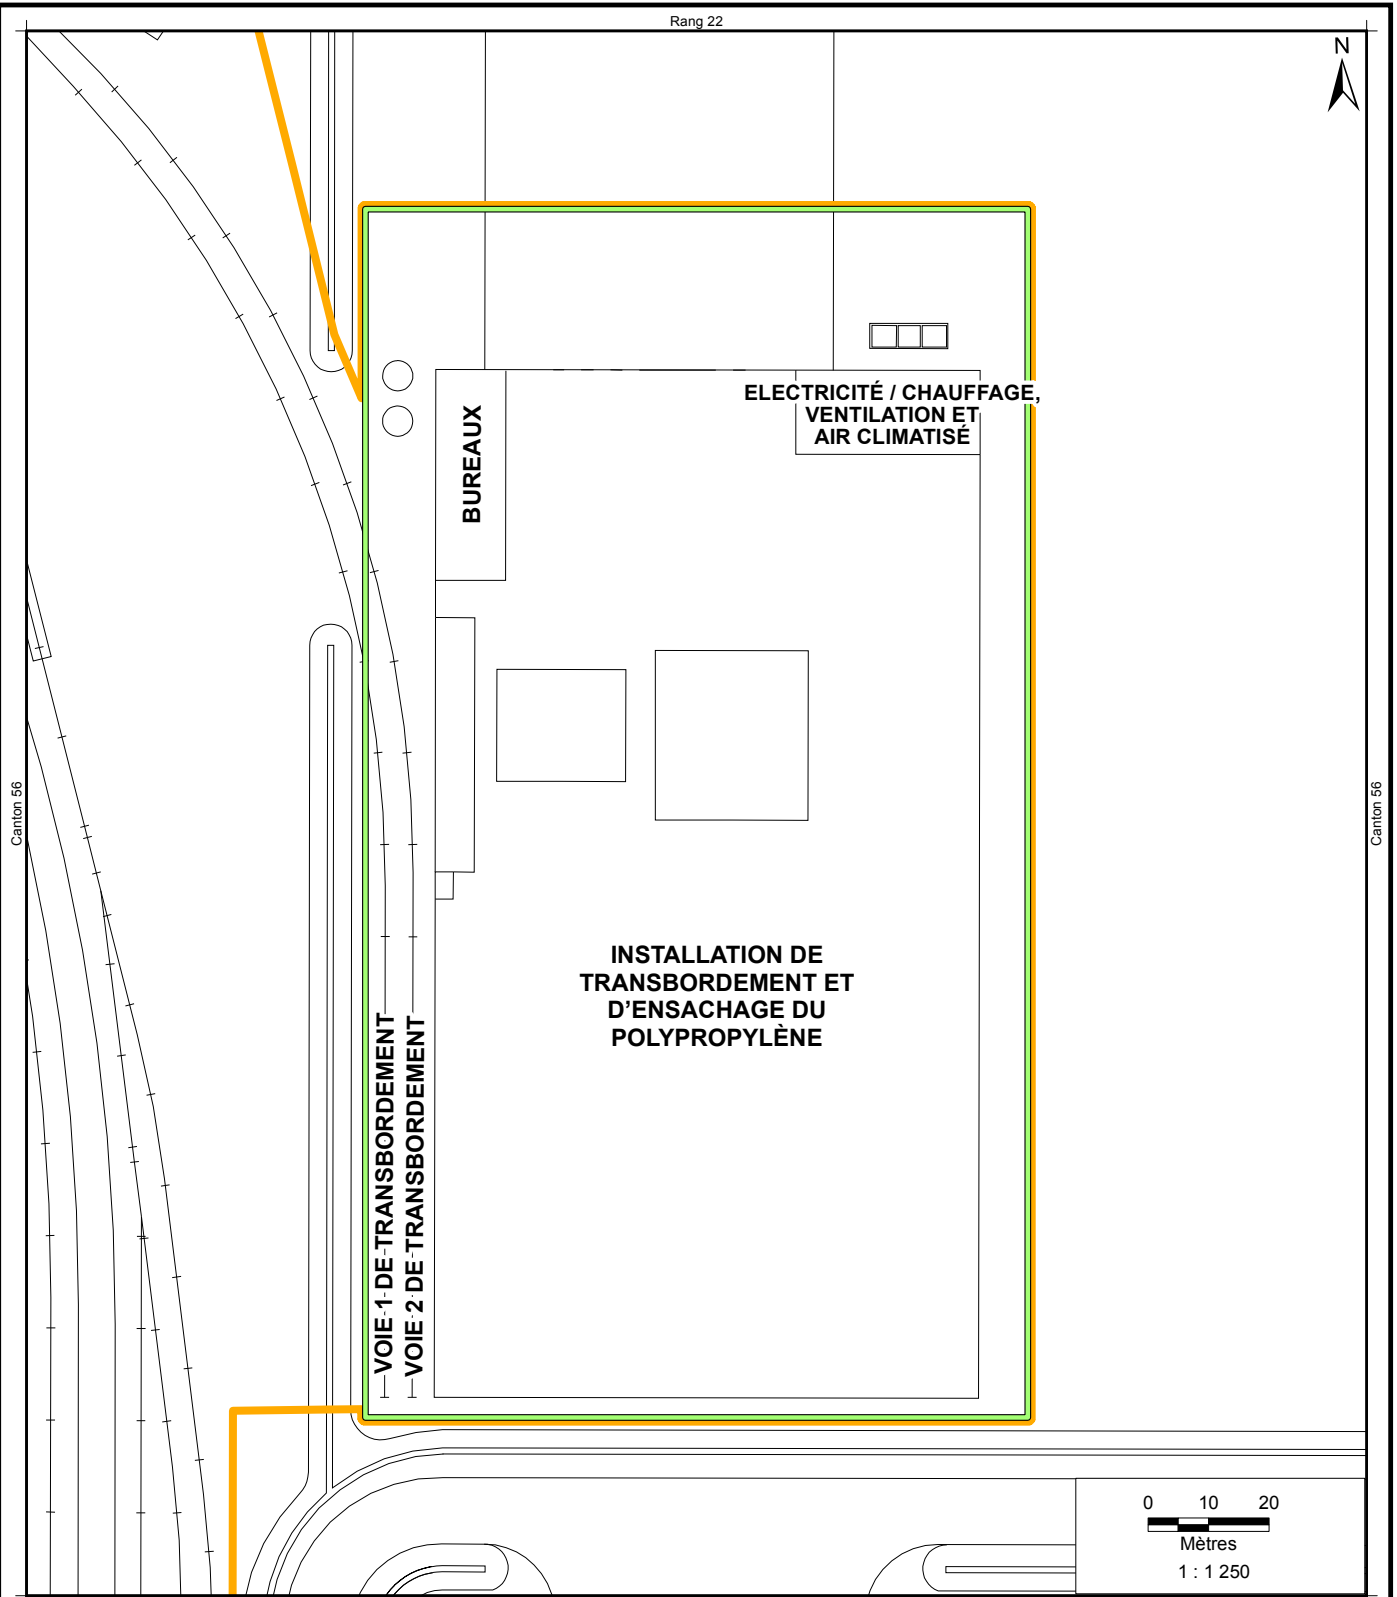 Rang 22
N
ELECTRICITÉ / CHAUFFAGE,
VENTILATION ET
AIR CLIMATISÉ
BUREAUX
Canton 56
Canton 56
INSTALLATION DE
TRANSBORDEMENT ET
D’ENSACHAGE DU
POLYPROPYLÈNE
VOIE 1 DE TRANSBORDEMENT
VOIE 2 DE TRANSBORDEMENT
0 10 20
Mètres
1 : 1 250